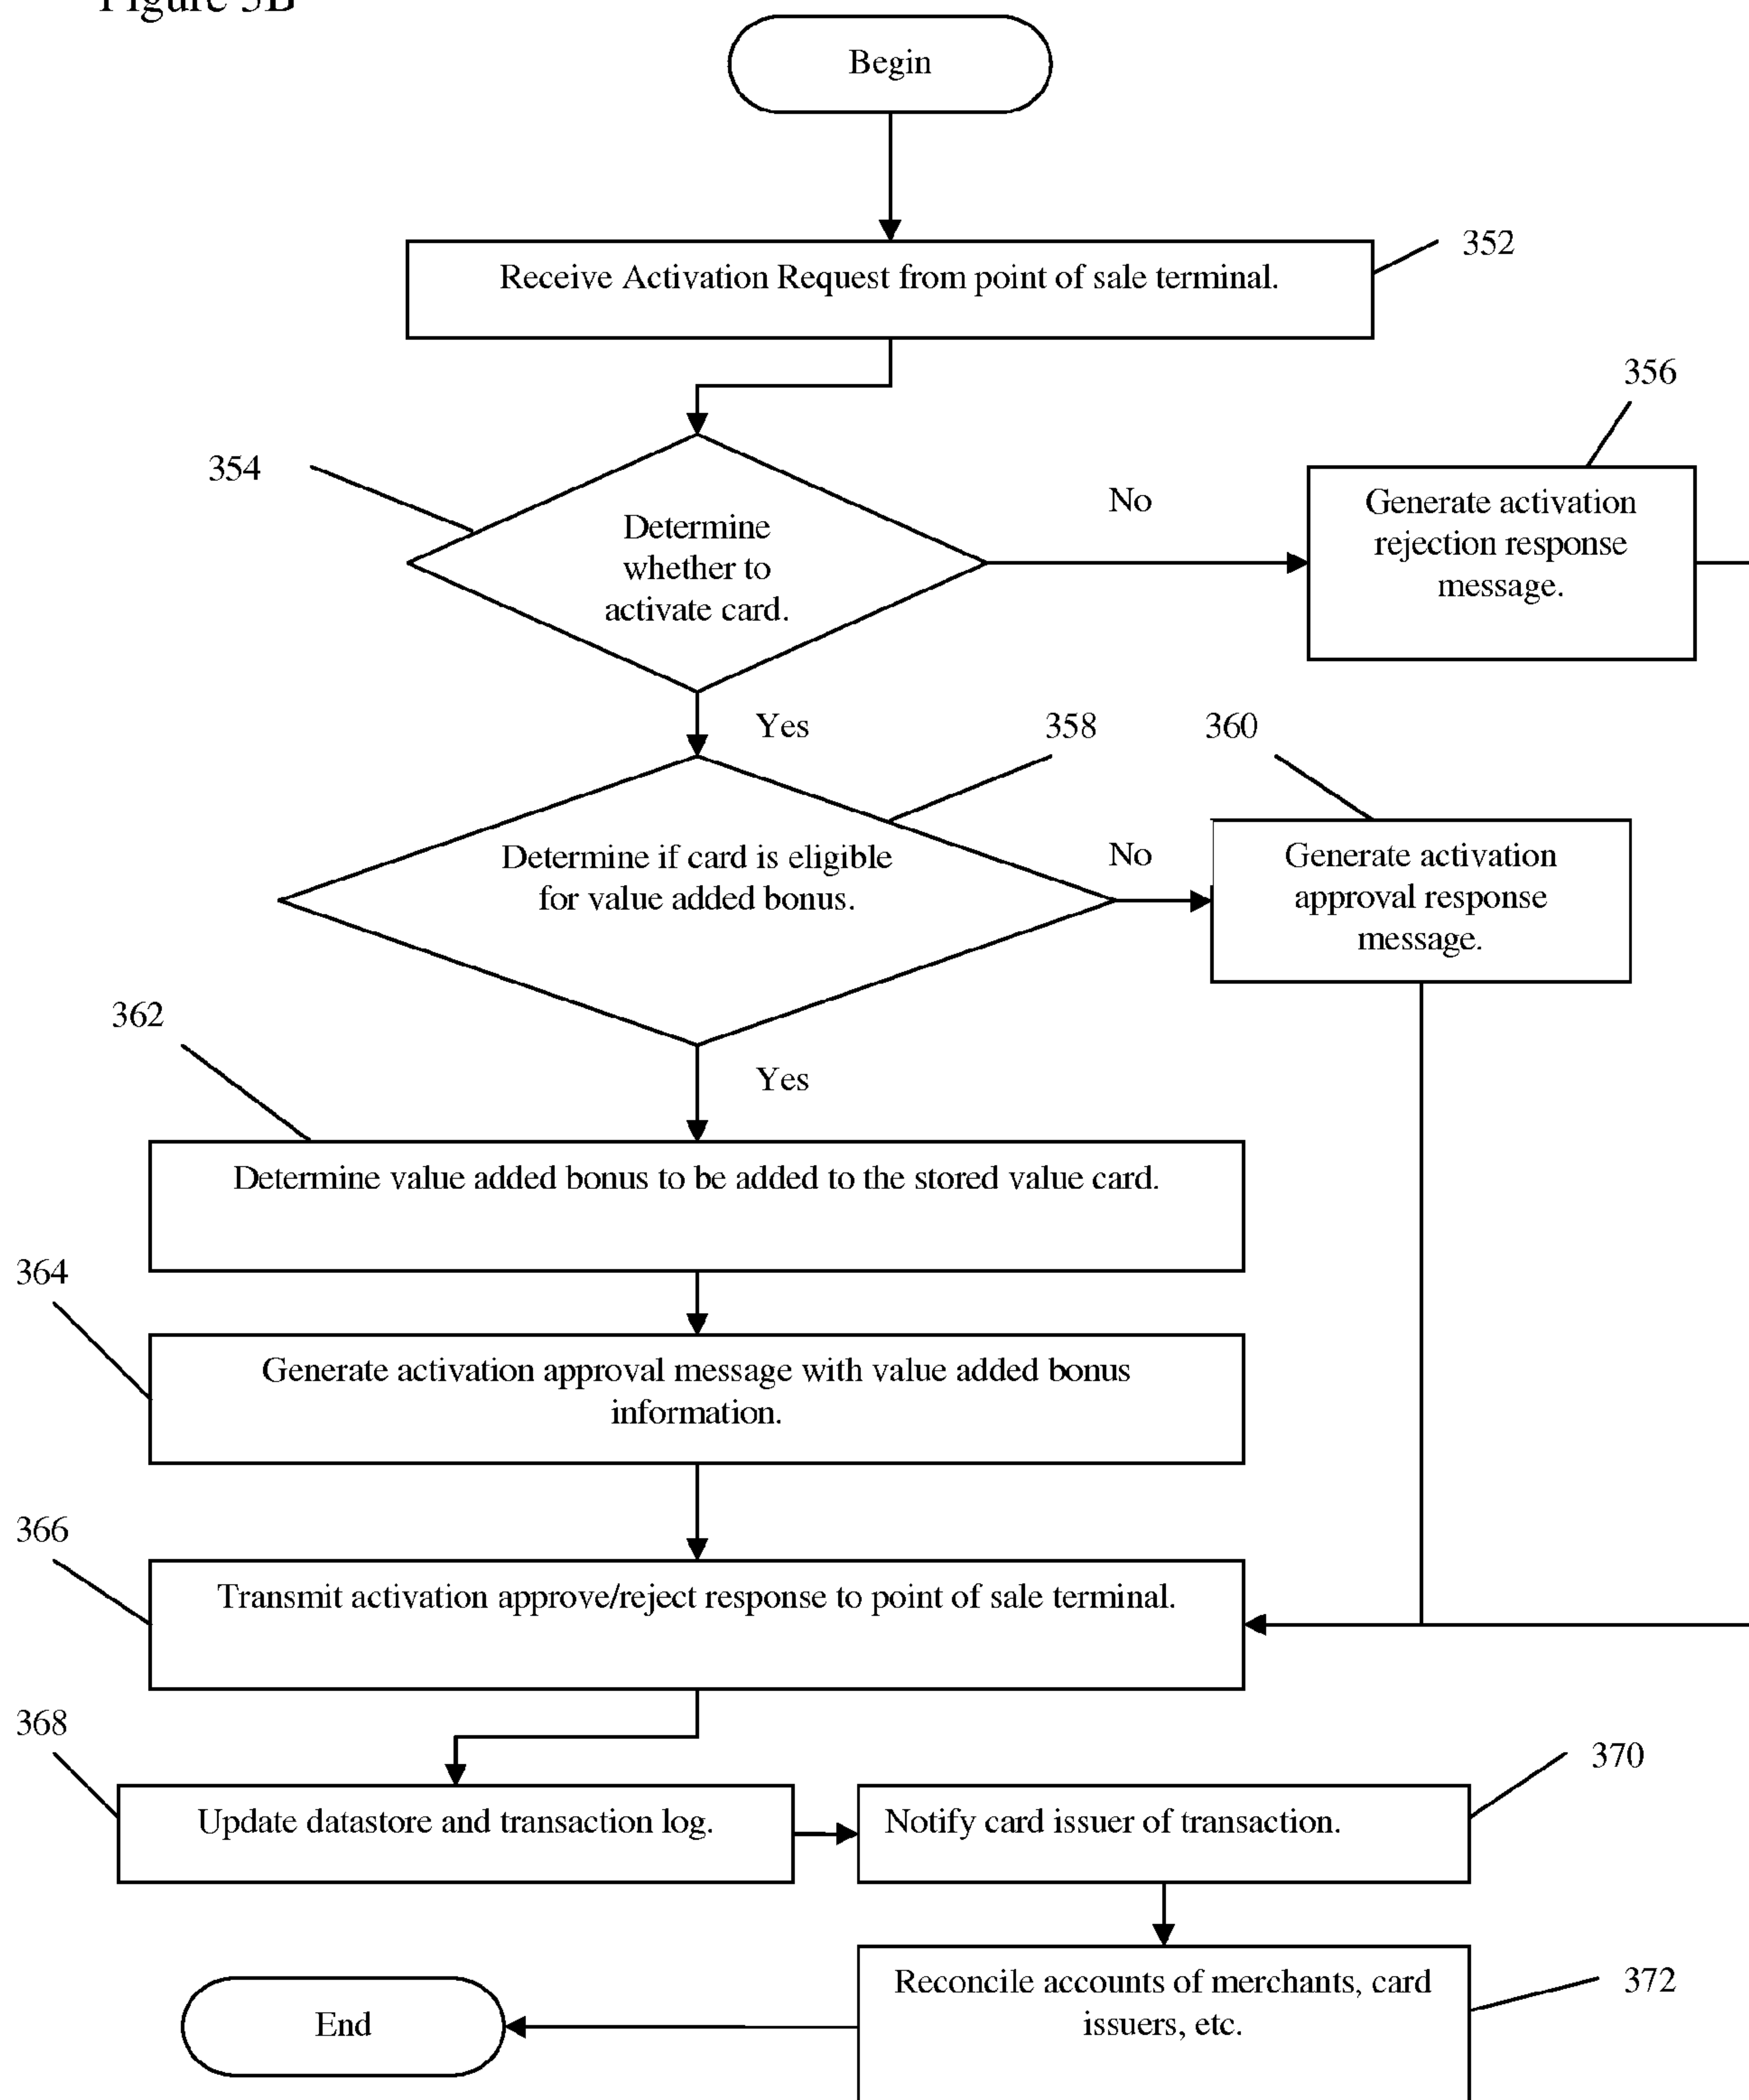 Begin
352
Receive Activation Request from point of sale terminal.
356
354
Determine
whether to
activate card.
No
Generate activation
rejection response
message.
Yes
358
360
Determine if card is eligible
for value added bonus.
No
Generate activation
approval response
message.
362
Yes
Determine value added bonus to be added to the stored value card.
364
Generate activation approval message with value added bonus
information.
366
Transmit activation approve/reject response to point of sale terminal.
368
370
Update datastore and transaction log.
Notify card issuer of transaction.
Reconcile accounts of merchants, card
issuers, etc.
372
End